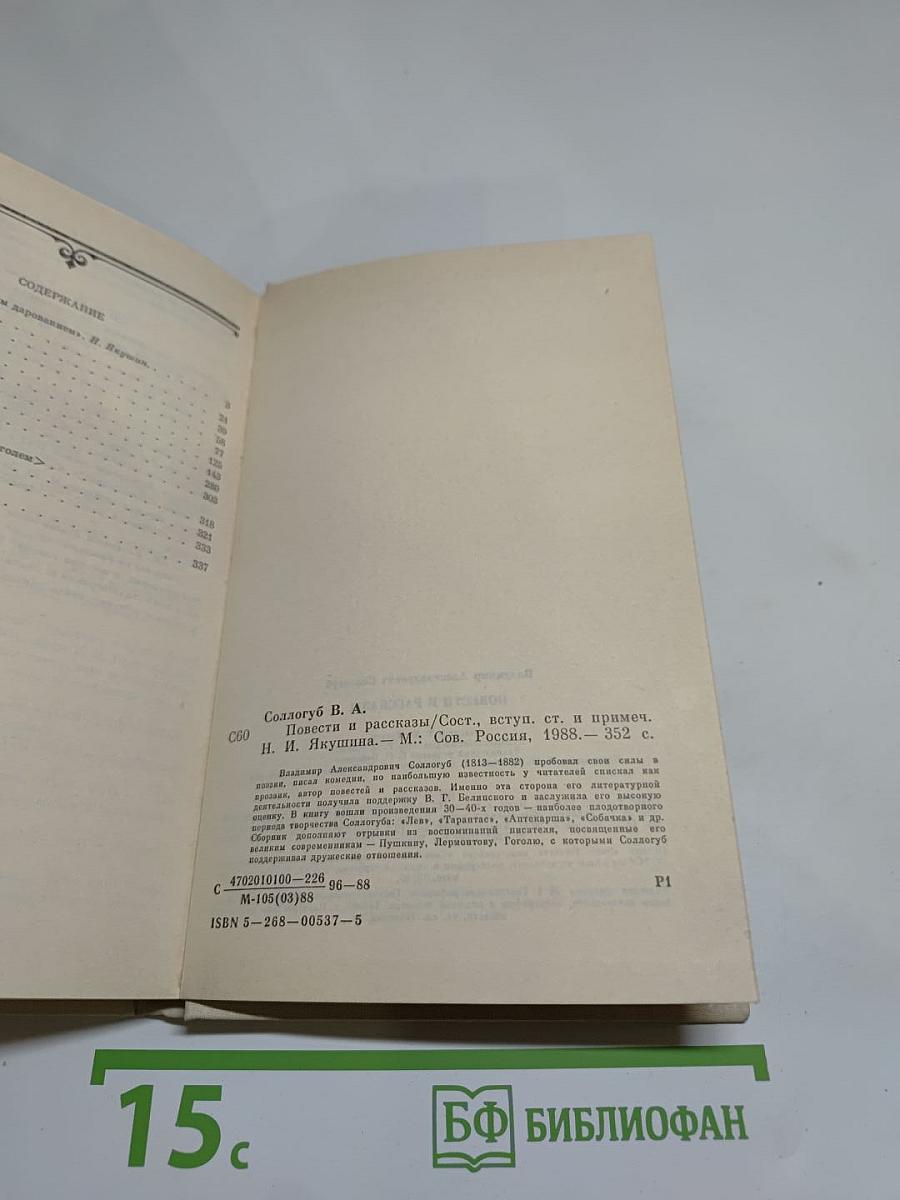 СОДЕРЖАНИЕ
м дарованием». Н. Якушин.
3
24
39
58
77
125
143
280
303
голем>
318
321
333
337
Соллогуб В. А.
С60
Повести и рассказы/Сост., вступ. ст. и примеч.
Н. И. Якушина.— М.: Сов. Россия, 1988.— 352 с.
Владимир Александрович Соллогуб (1813—1882) пробовал свои силы в
поэзии, писал комедии, но наибольшую известность у читателей снискал как
прозаик, автор повестей и рассказов. Именно эта сторона его литературной
деятельности получила поддержку В. Г. Белинского и заслужила его высокую
оценку. В книгу вошли произведения 30—40-х годов — наиболее плодотворного
периода творчества Соллогуба: «Лев», «Тарантас», «Аптекарша», «Собачка» и др.
Сборник дополняют отрывки из воспоминаний писателя, посвященные его
великим современникам — Пушкину, Лермонтову, Гоголю, с которыми Соллогуб
поддерживал дружеские отношения.
С 4702010100—226 96—88
М-105(03)88
Р1
ISBN 5—268—00537—5
15 с
БФ БИБЛИОФАН